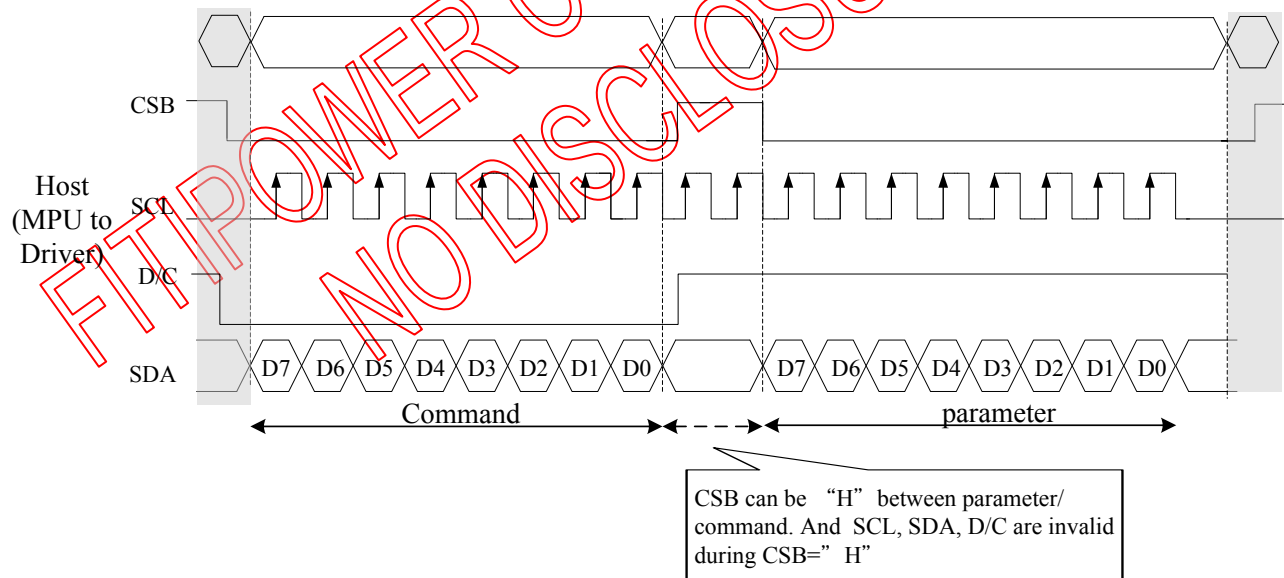 CSB
Host
(MPU to
Driver)
SCL
D/C
SDA
D7 D6 D5 D4 D3 D2 D1 D0 D7 D6 D5 D4 D3 D2 D1 D0
Command
parameter
CSB can be “H” between parameter/
command. And SCL, SDA, D/C are invalid
during CSB=”H”
FITIPOWER
NO DISCLOS